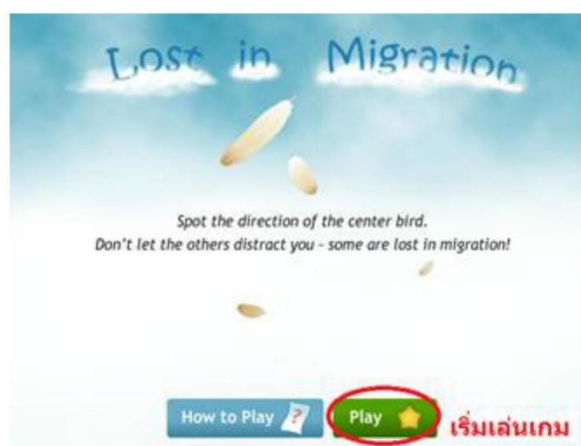 Lost in Migration
Spot the direction of the center bird.
Don't let the others distract you - some are lost in migration!
How to Play ?
Play
เริ่มเล่นเกม